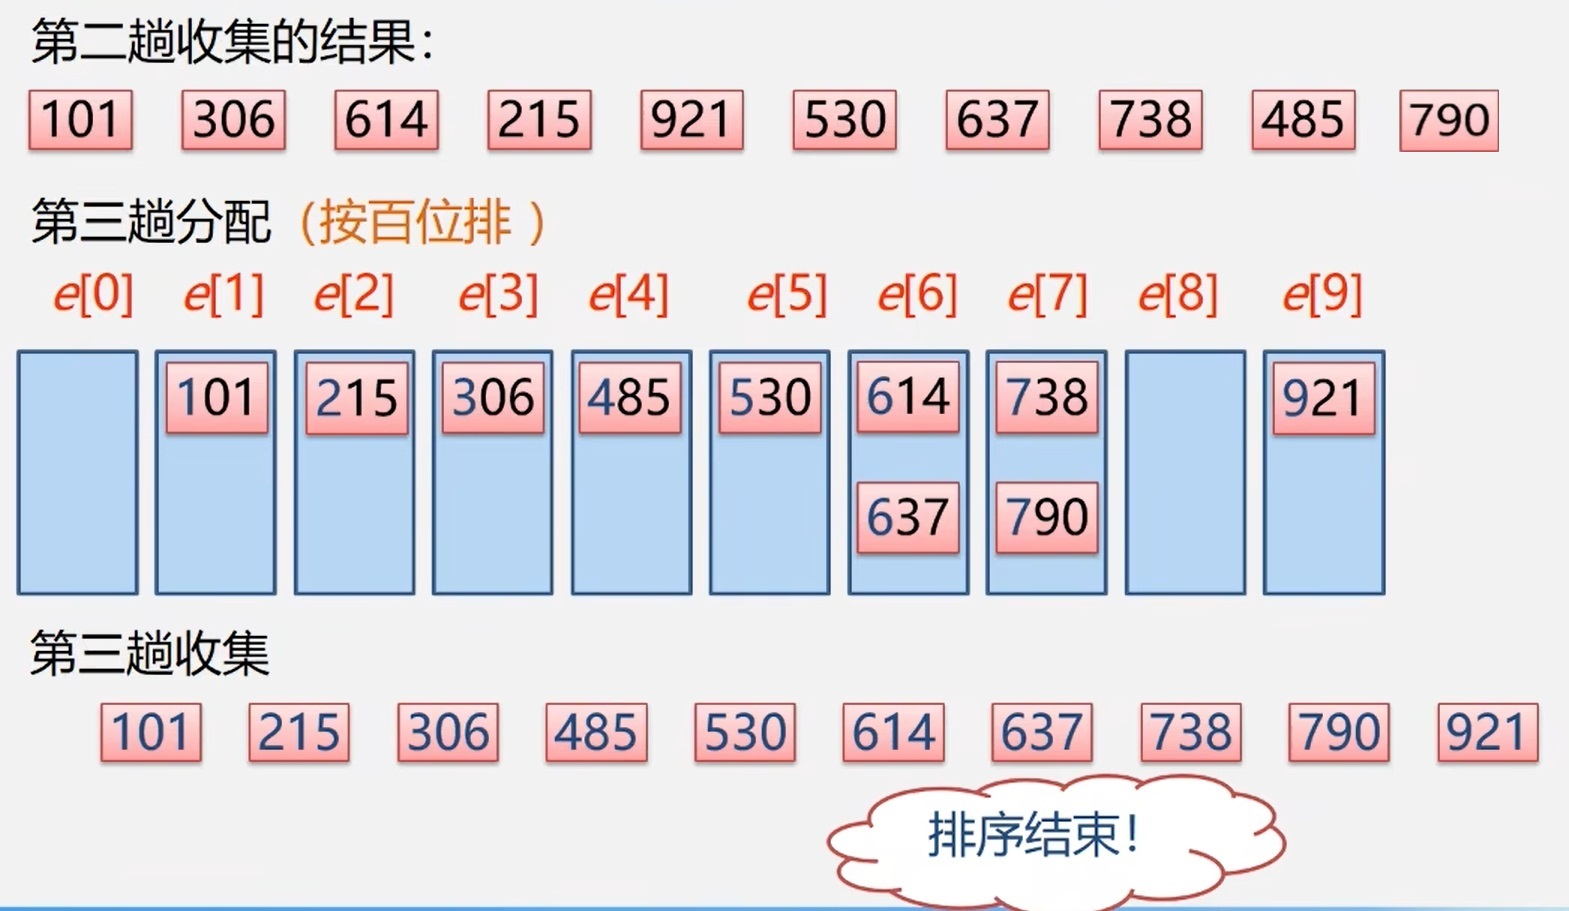 第二趟收集的结果：
101 306 614 215 921 530 637 738 485 790
第三趟分配（按百位排 ）
e[0] e[1] e[2] e[3] e[4] e[5] e[6] e[7] e[8] e[9]
101 215 306 485 530 614 738 921
637 790
第三趟收集
101 215 306 485 530 614 637 738 790 921
排序结束！